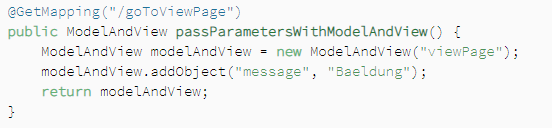 @GetMapping("/goToViewPage")
public ModelAndView passParametersWithModelAndView() {
    ModelAndView modelAndView = new ModelAndView("viewPage");
    modelAndView.addObject("message", "Baeldung");
    return modelAndView;
}